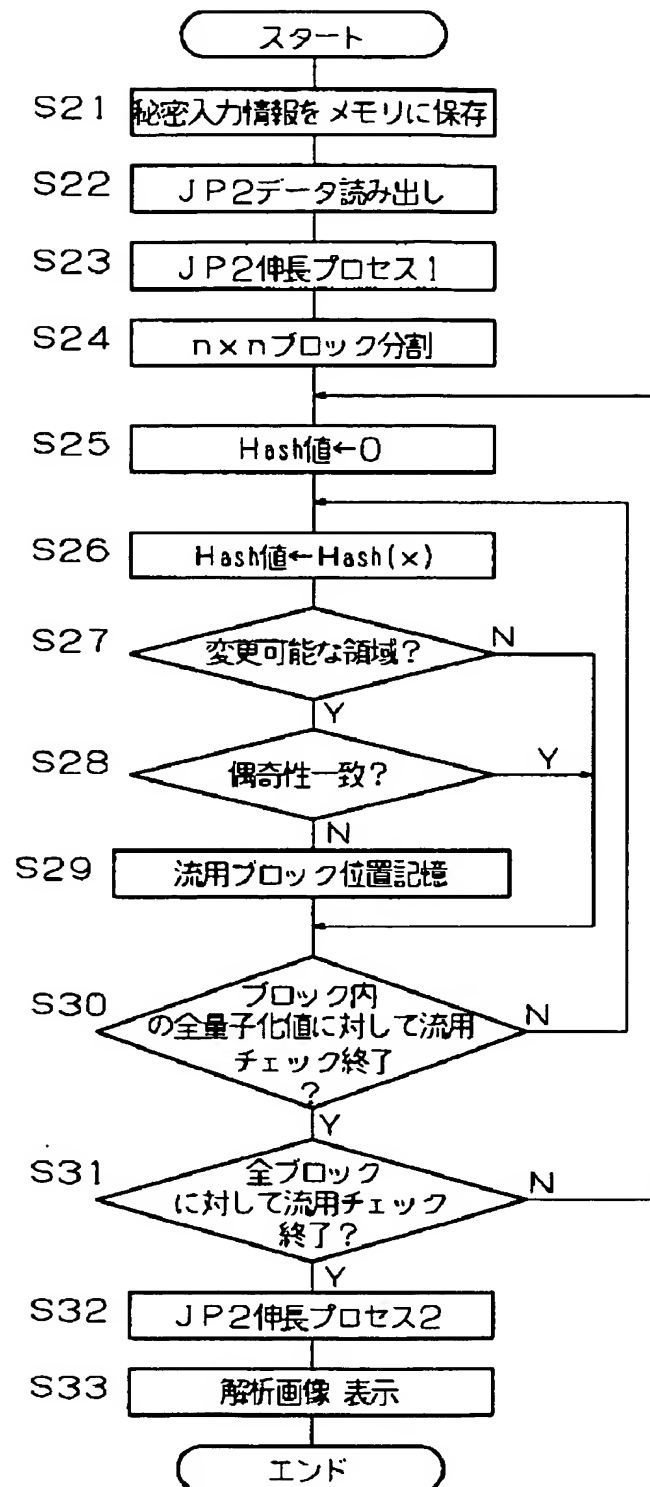 スタート
S21 秘密入力情報をメモリに保存
S22 JP2データ読み出し
S23 JP2伸長プロセス1
S24 n×nブロック分割
S25 Hash値←0
S26 Hash値←Hash(x)
S27 変更可能な領域?
N
Y
S28 偶奇性一致?
Y
N
S29 流用ブロック位置記憶
S30 ブロック内
の全量子化値に対して流用
チェック終了
?
N
Y
S31 全ブロック
に対して流用チェック
終了?
N
Y
S32 JP2伸長プロセス2
S33 解析画像 表示
エンド